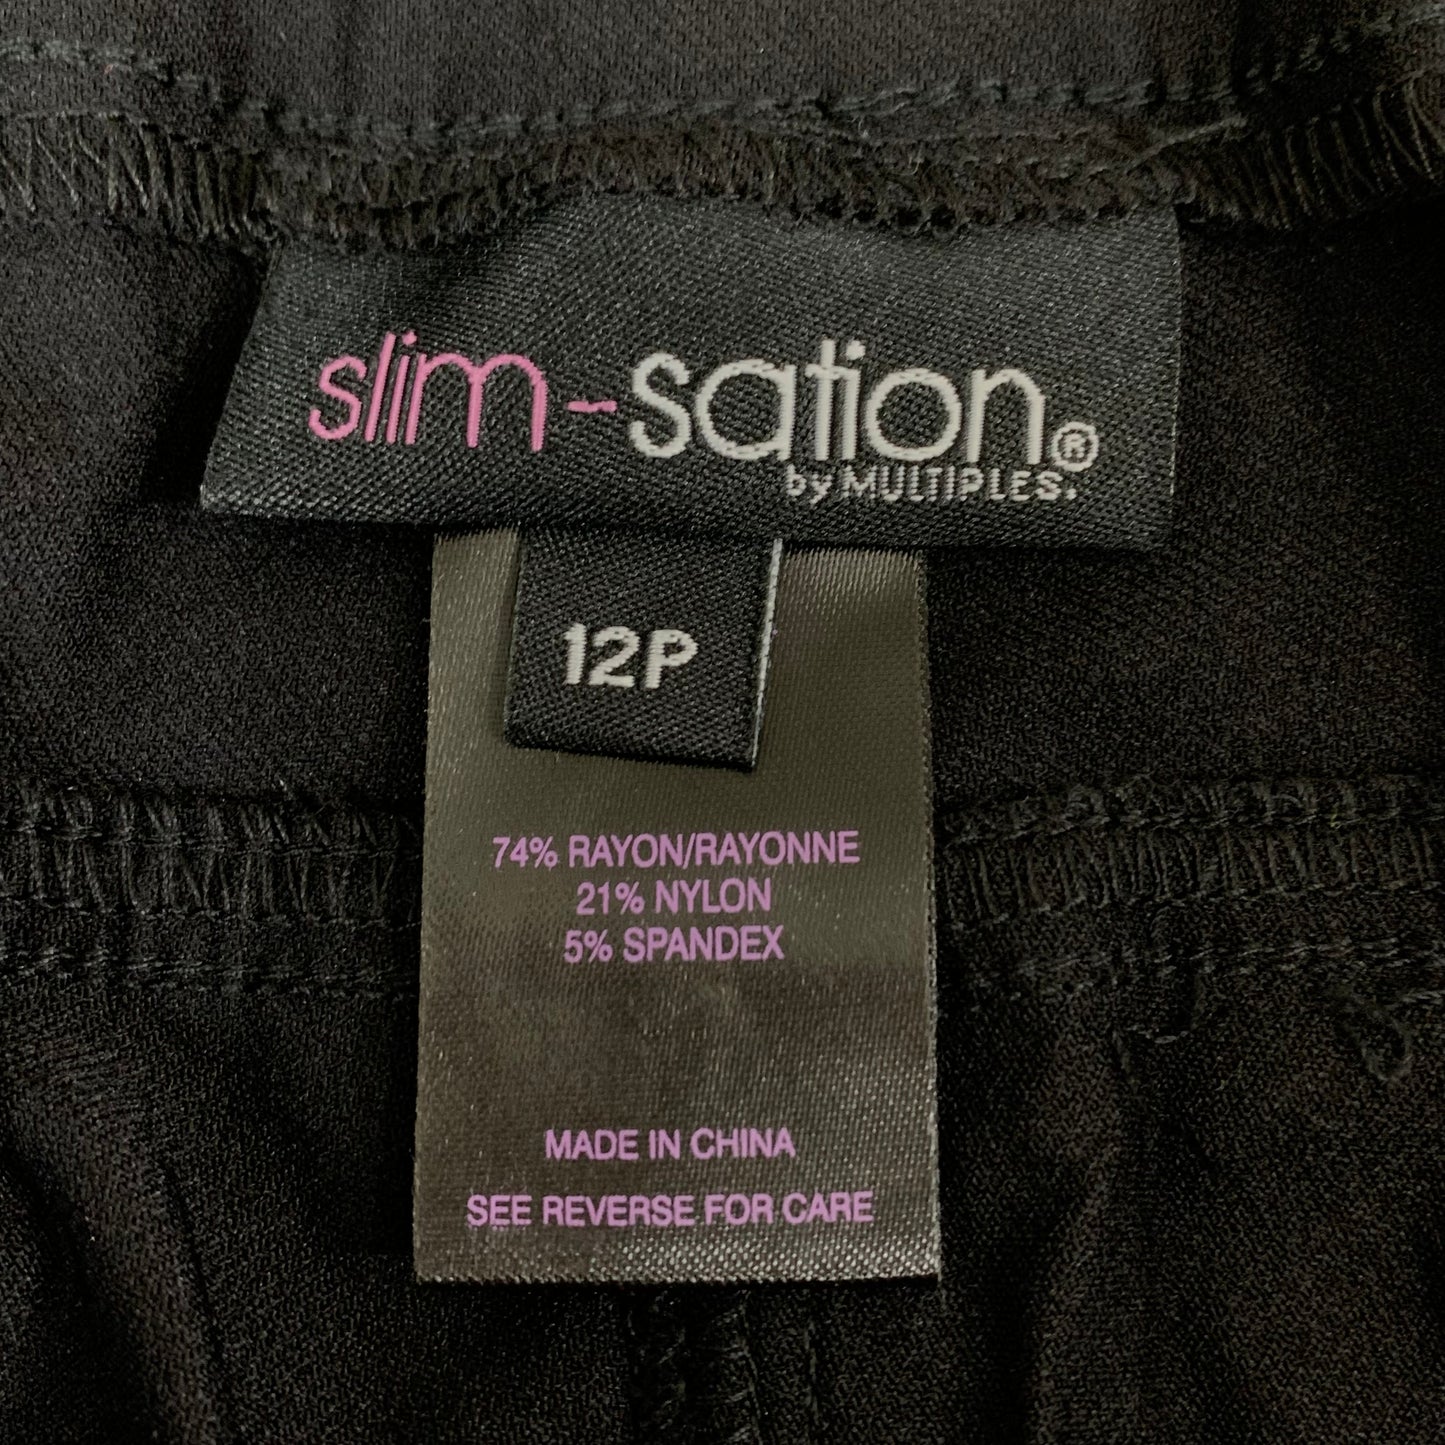 slim-sation®
by MULTIPLES.
12P
74% RAYON/RAYONNE
21% NYLON
5% SPANDEX
MADE IN CHINA
SEE REVERSE FOR CARE